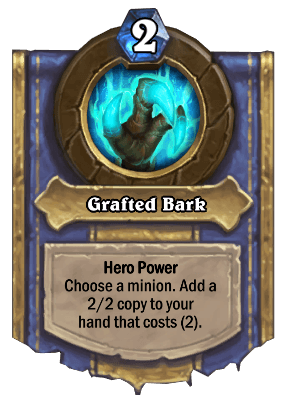 2
Grafted Bark
Hero Power
Choose a minion. Add a
2/2 copy to your
hand that costs (2).